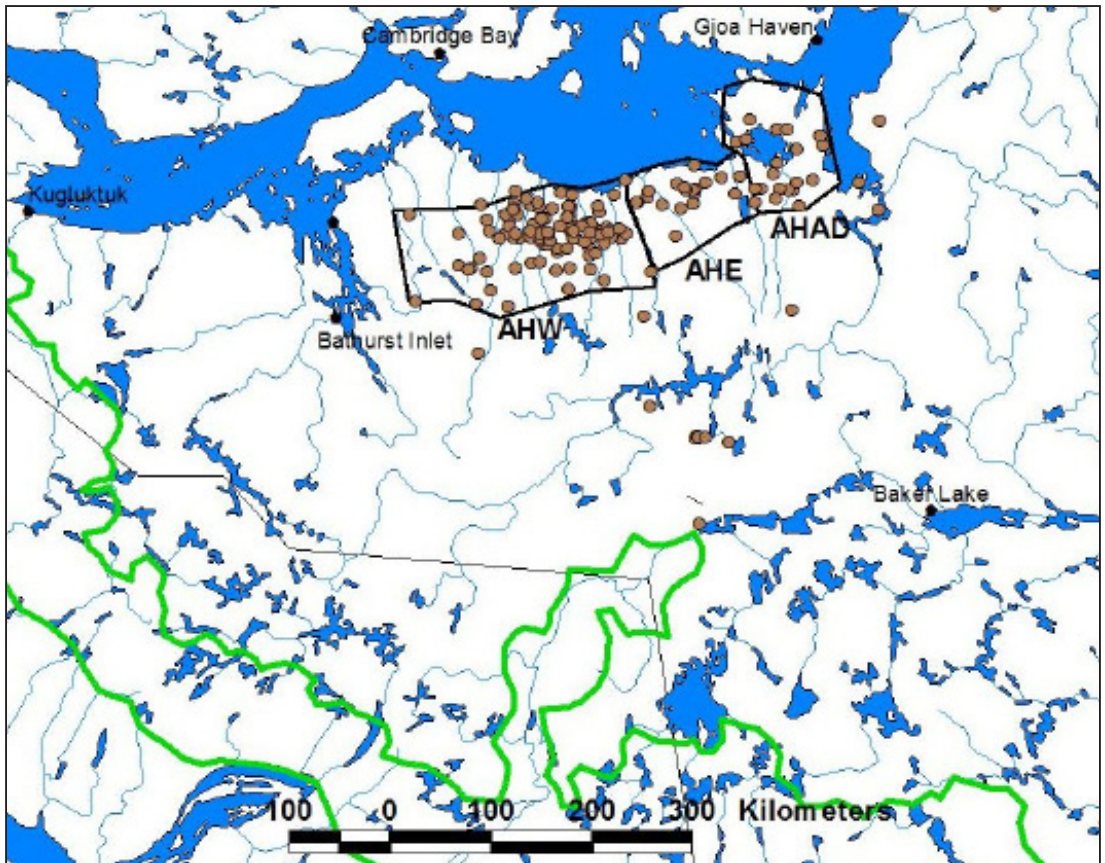 Cambridge Bay
Gjoa Haven
Kugluktuk
AHAD
AHE
AHW
Bathurst Inlet
Baker Lake
100 0 100 200 300 Kilometers